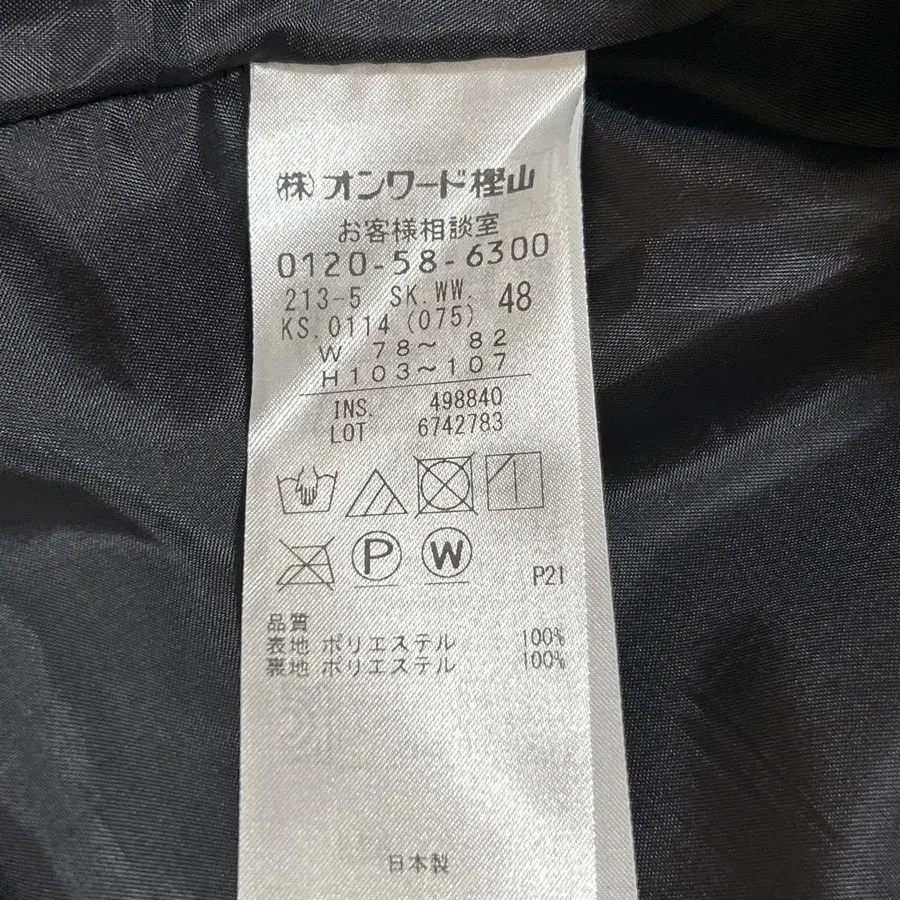 (株)オンワード樫山
お客様相談室
0120-58-6300
213-5 SK.WW. 48
KS.0114(075)
W 78～ 82
H103～107
INS. 498840
LOT 6742783
P W
P21
品質
表地 ポリエステル 100%
裏地 ポリエステル 100%
日本製